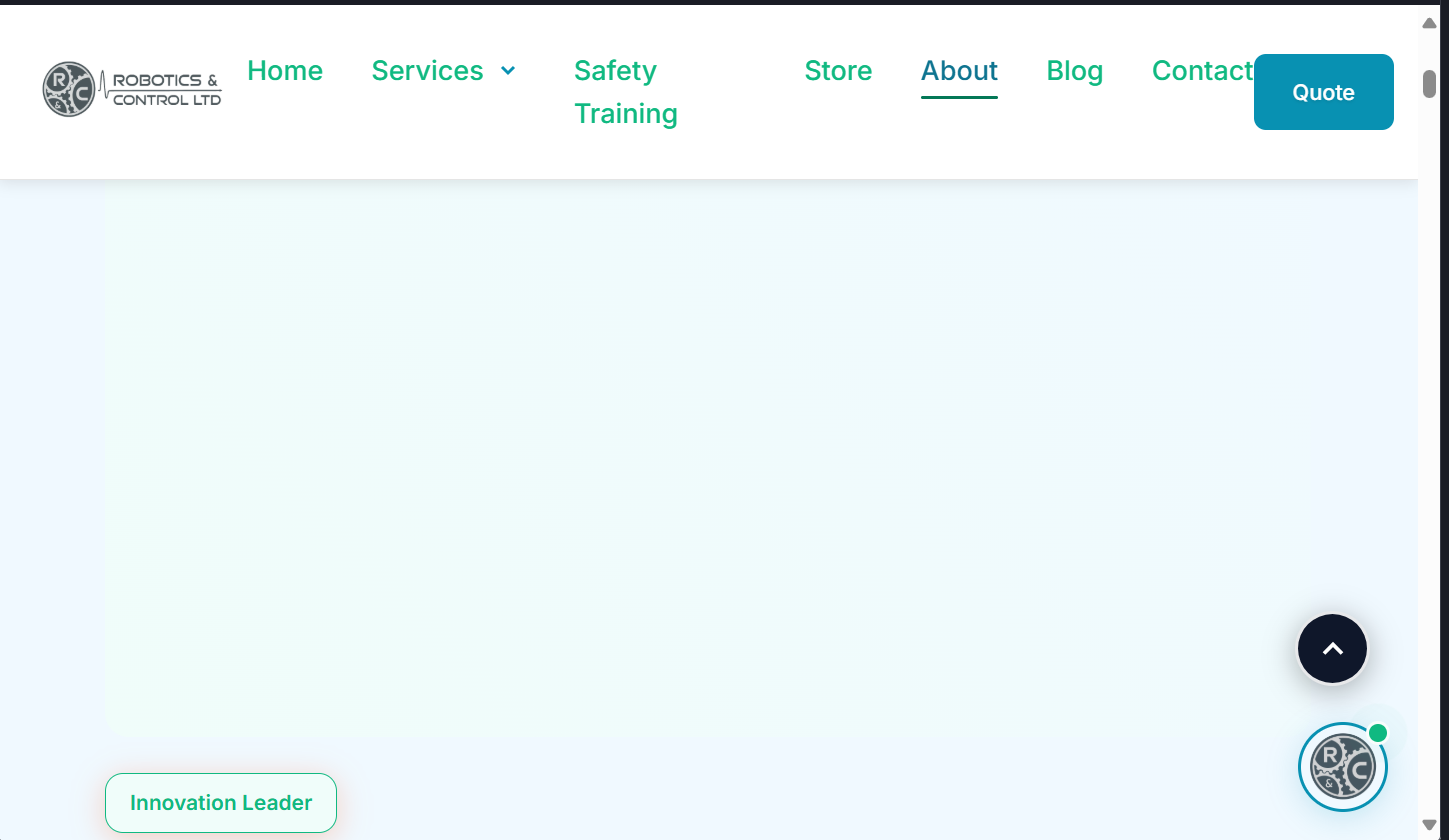 R
C
&
ROBOTICS &
CONTROL LTD
Home
Services
Safety
Training
Store
About
Blog
Contact
Quote
Innovation Leader
R
C
&